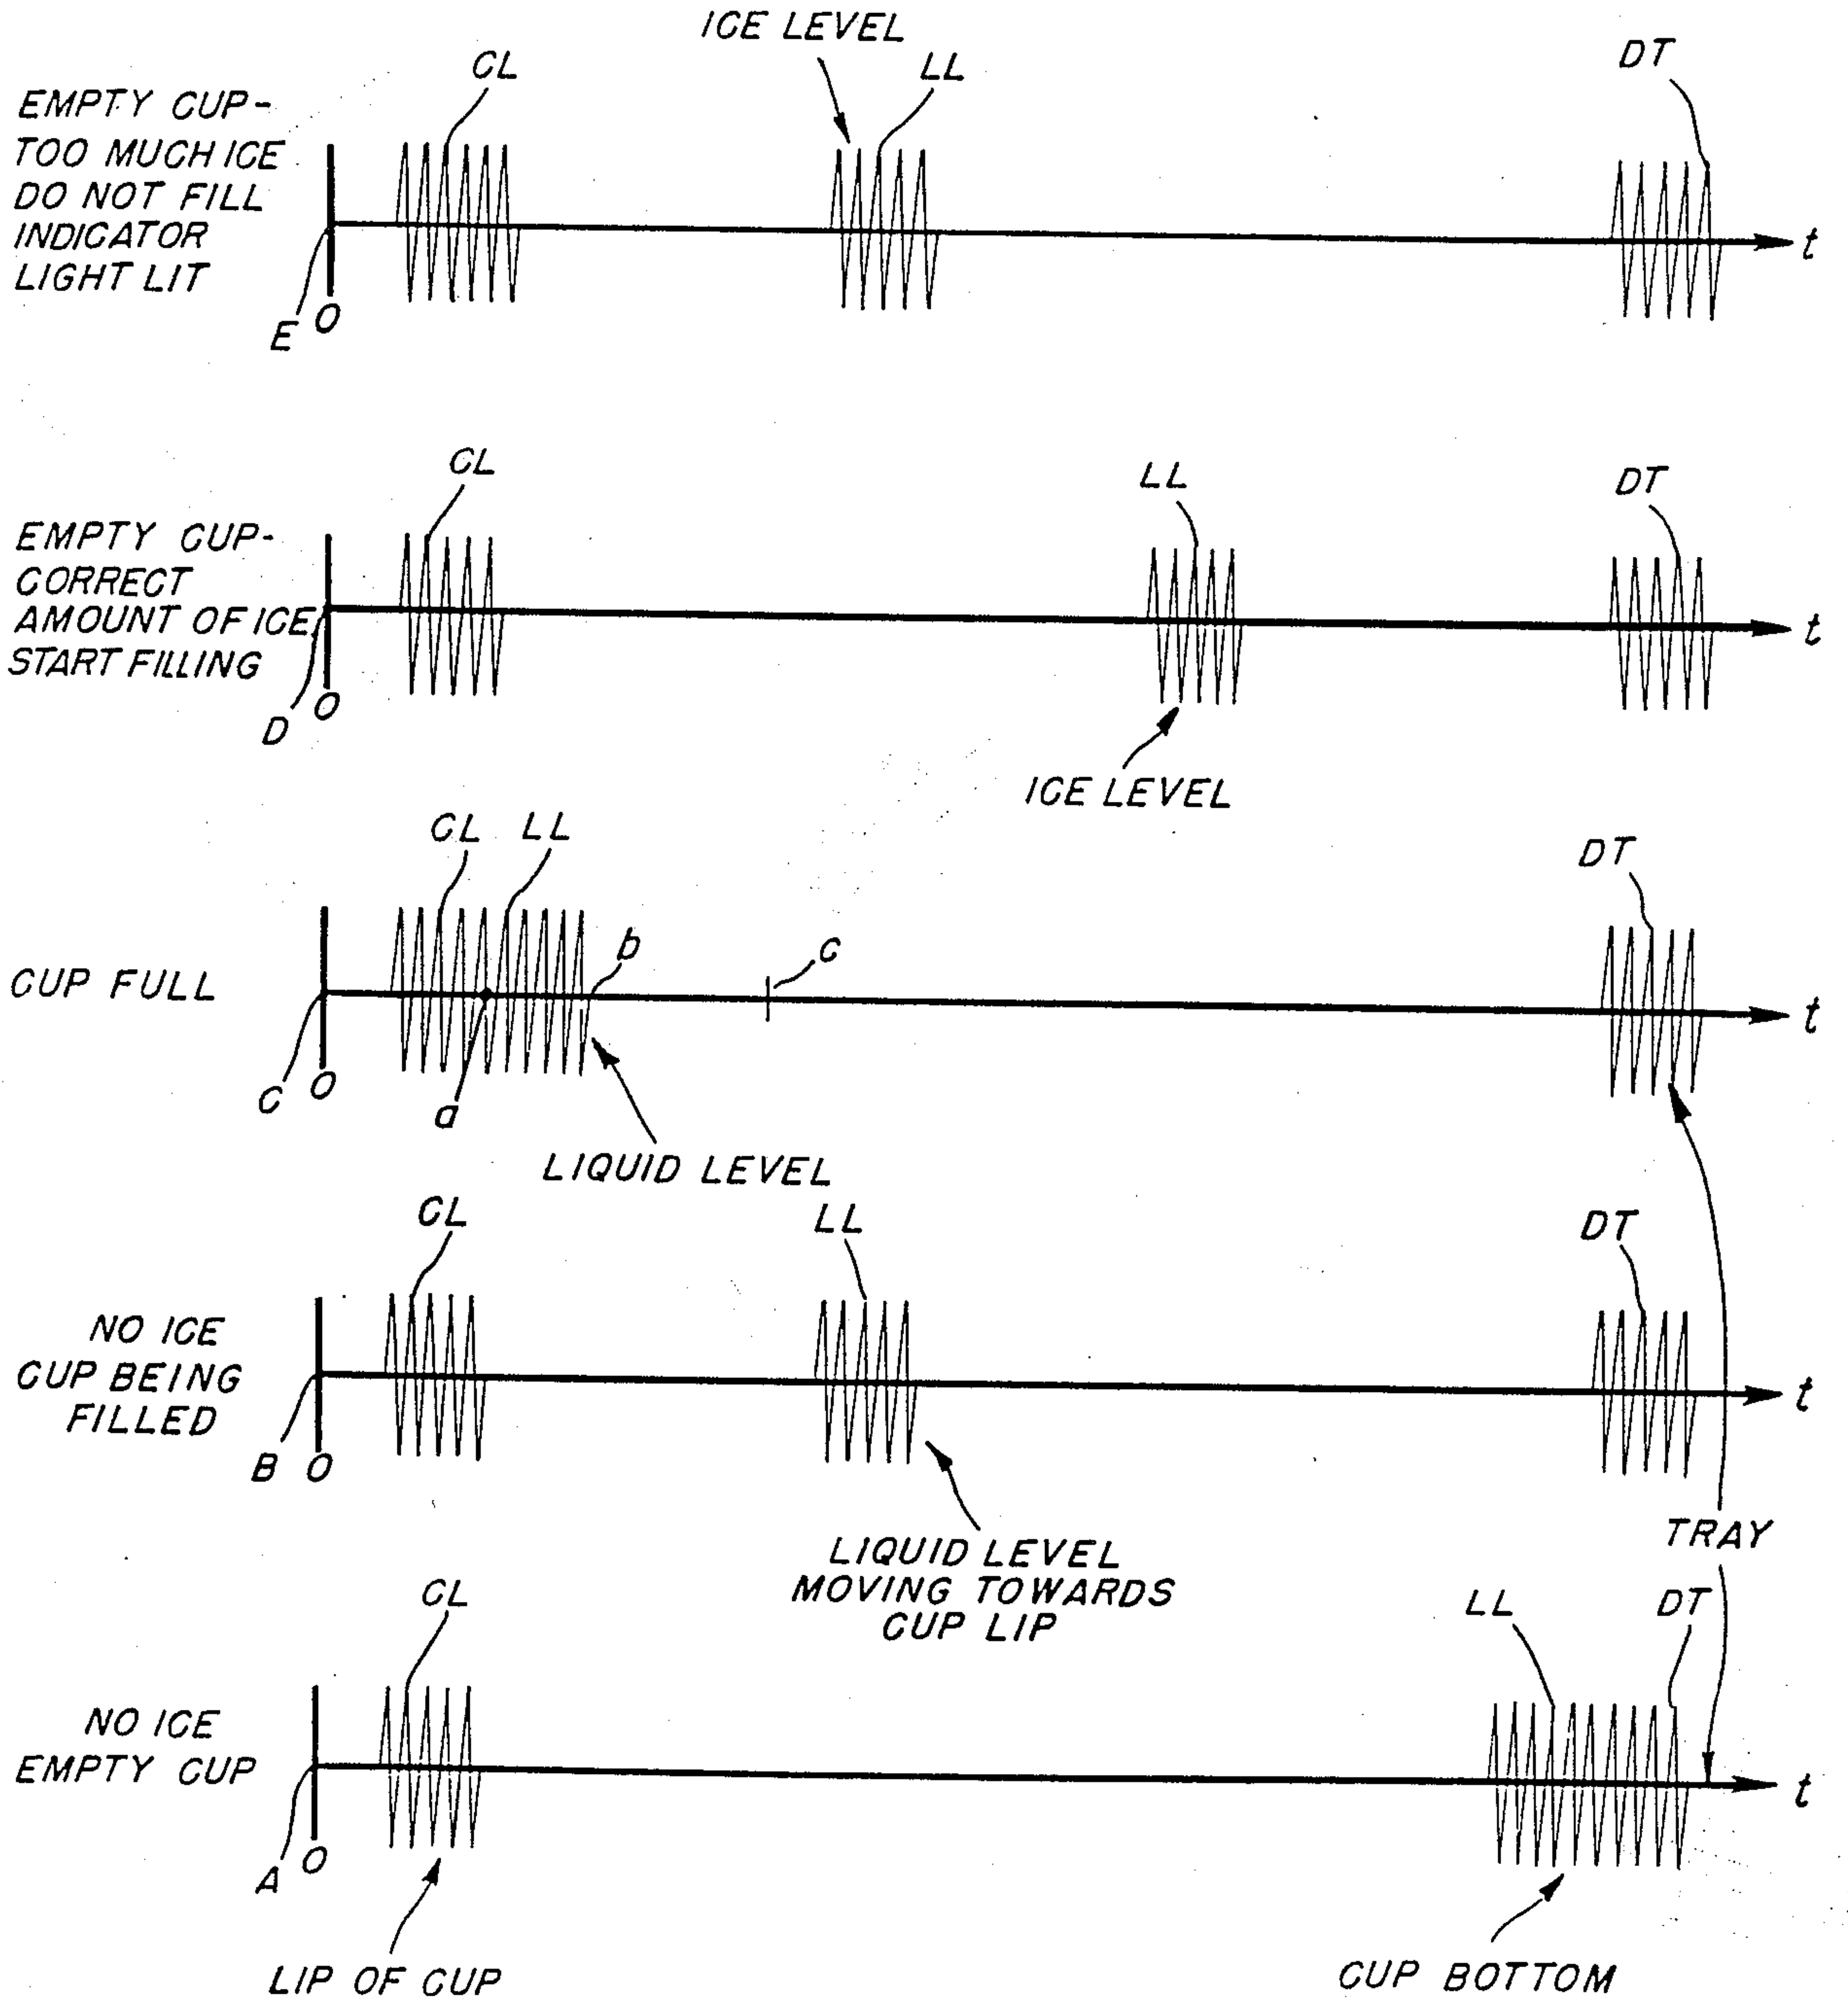 ICE LEVEL
CL
LL
DT
EMPTY CUP-
TOO MUCH ICE
DO NOT FILL
INDICATOR
LIGHT LIT
E
O
t
CL
LL
DT
EMPTY CUP-
CORRECT
AMOUNT OF ICE
START FILLING
D
O
t
ICE LEVEL
CL
LL
DT
CUP FULL
b
c
C
O
a
t
LIQUID LEVEL
CL
LL
DT
NO ICE
CUP BEING
FILLED
B
O
t
LIQUID LEVEL
MOVING TOWARDS
CUP LIP
TRAY
CL
LL
DT
NO ICE
EMPTY CUP
A
O
t
LIP OF CUP
CUP BOTTOM